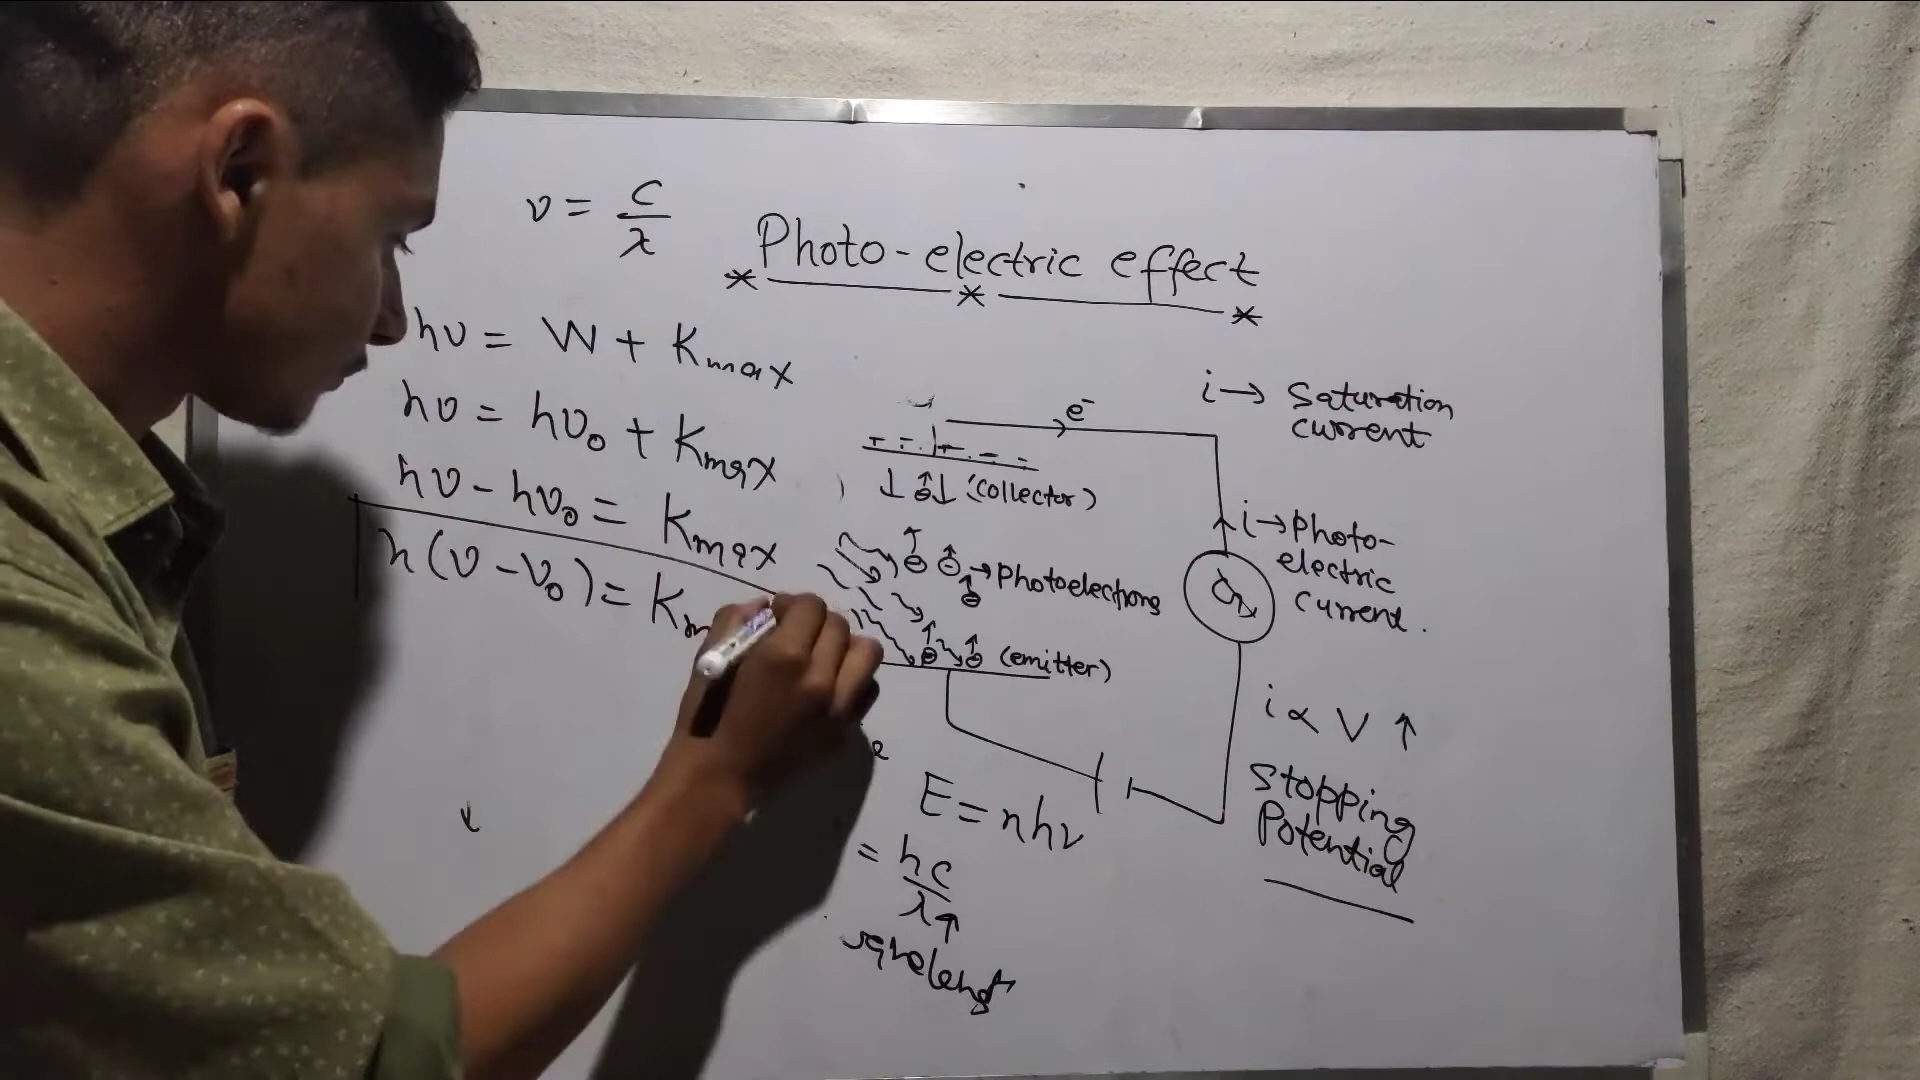 ν = c/λ
Photo-electric effect
hν = W + Kmax
hν = hν₀ + Kmax
hν - hν₀ = Kmax
h(ν - ν₀) = Km
e⁻
(collector)
→ Photoelectrons
(emitter)
i → Saturation
current
i → Photo-
electric
current.
i ∝ V ↑
Stopping
Potential
E = nhν
= hc/λ